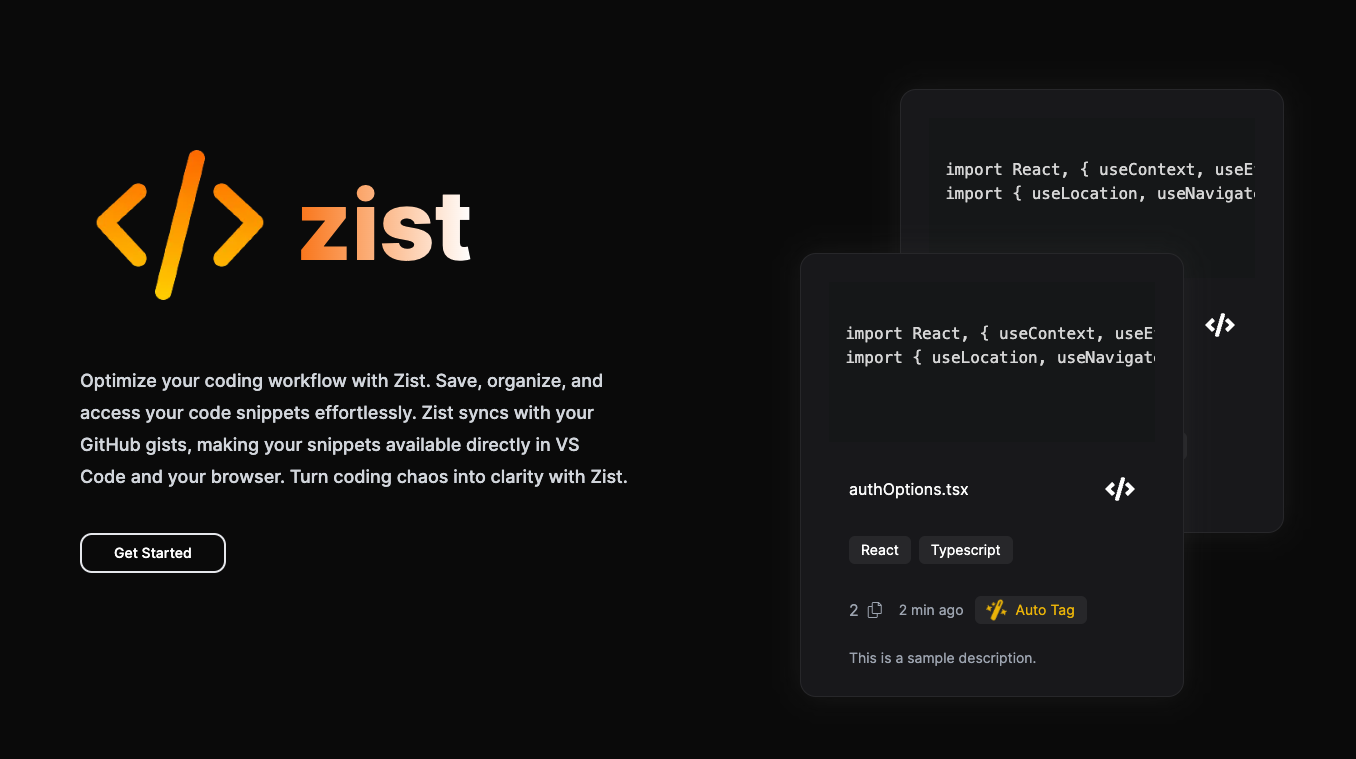 </> zist
Optimize your coding workflow with Zist. Save, organize, and
access your code snippets effortlessly. Zist syncs with your
GitHub gists, making your snippets available directly in VS
Code and your browser. Turn coding chaos into clarity with Zist.
Get Started
import React, { useContext, useE
import { useLocation, useNavigate
</>
import React, { useContext, useE
import { useLocation, useNavigate
authOptions.tsx </>
React Typescript
2 2 min ago Auto Tag
This is a sample description.